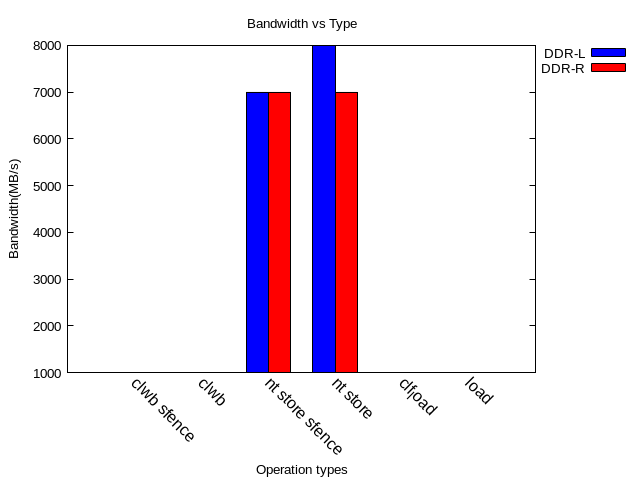 Bandwidth vs Type
DDR-L
DDR-R
8000
7000
6000
5000
4000
3000
2000
1000
Bandwidth(MB/s)
clwb sfence
clwb
nt store sfence
nt store
clfjoad
load
Operation types